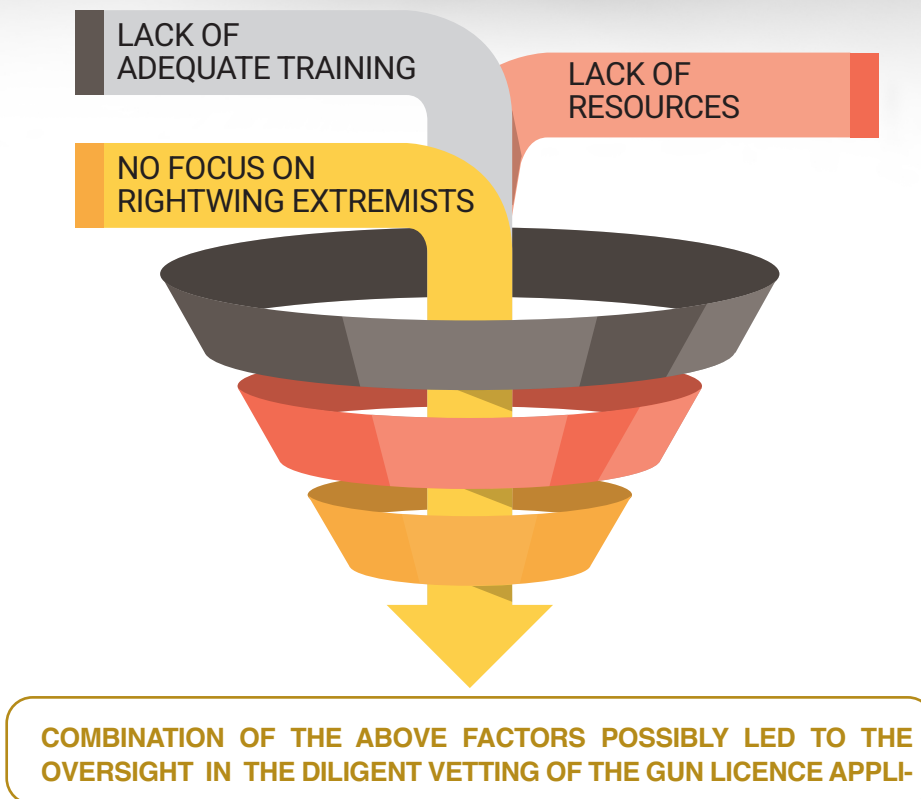 LACK OF
ADEQUATE TRAINING
LACK OF
RESOURCES
NO FOCUS ON
RIGHTWING EXTREMISTS
COMBINATION OF THE ABOVE FACTORS POSSIBLY LED TO THE
OVERSIGHT IN THE DILIGENT VETTING OF THE GUN LICENCE APPLI-